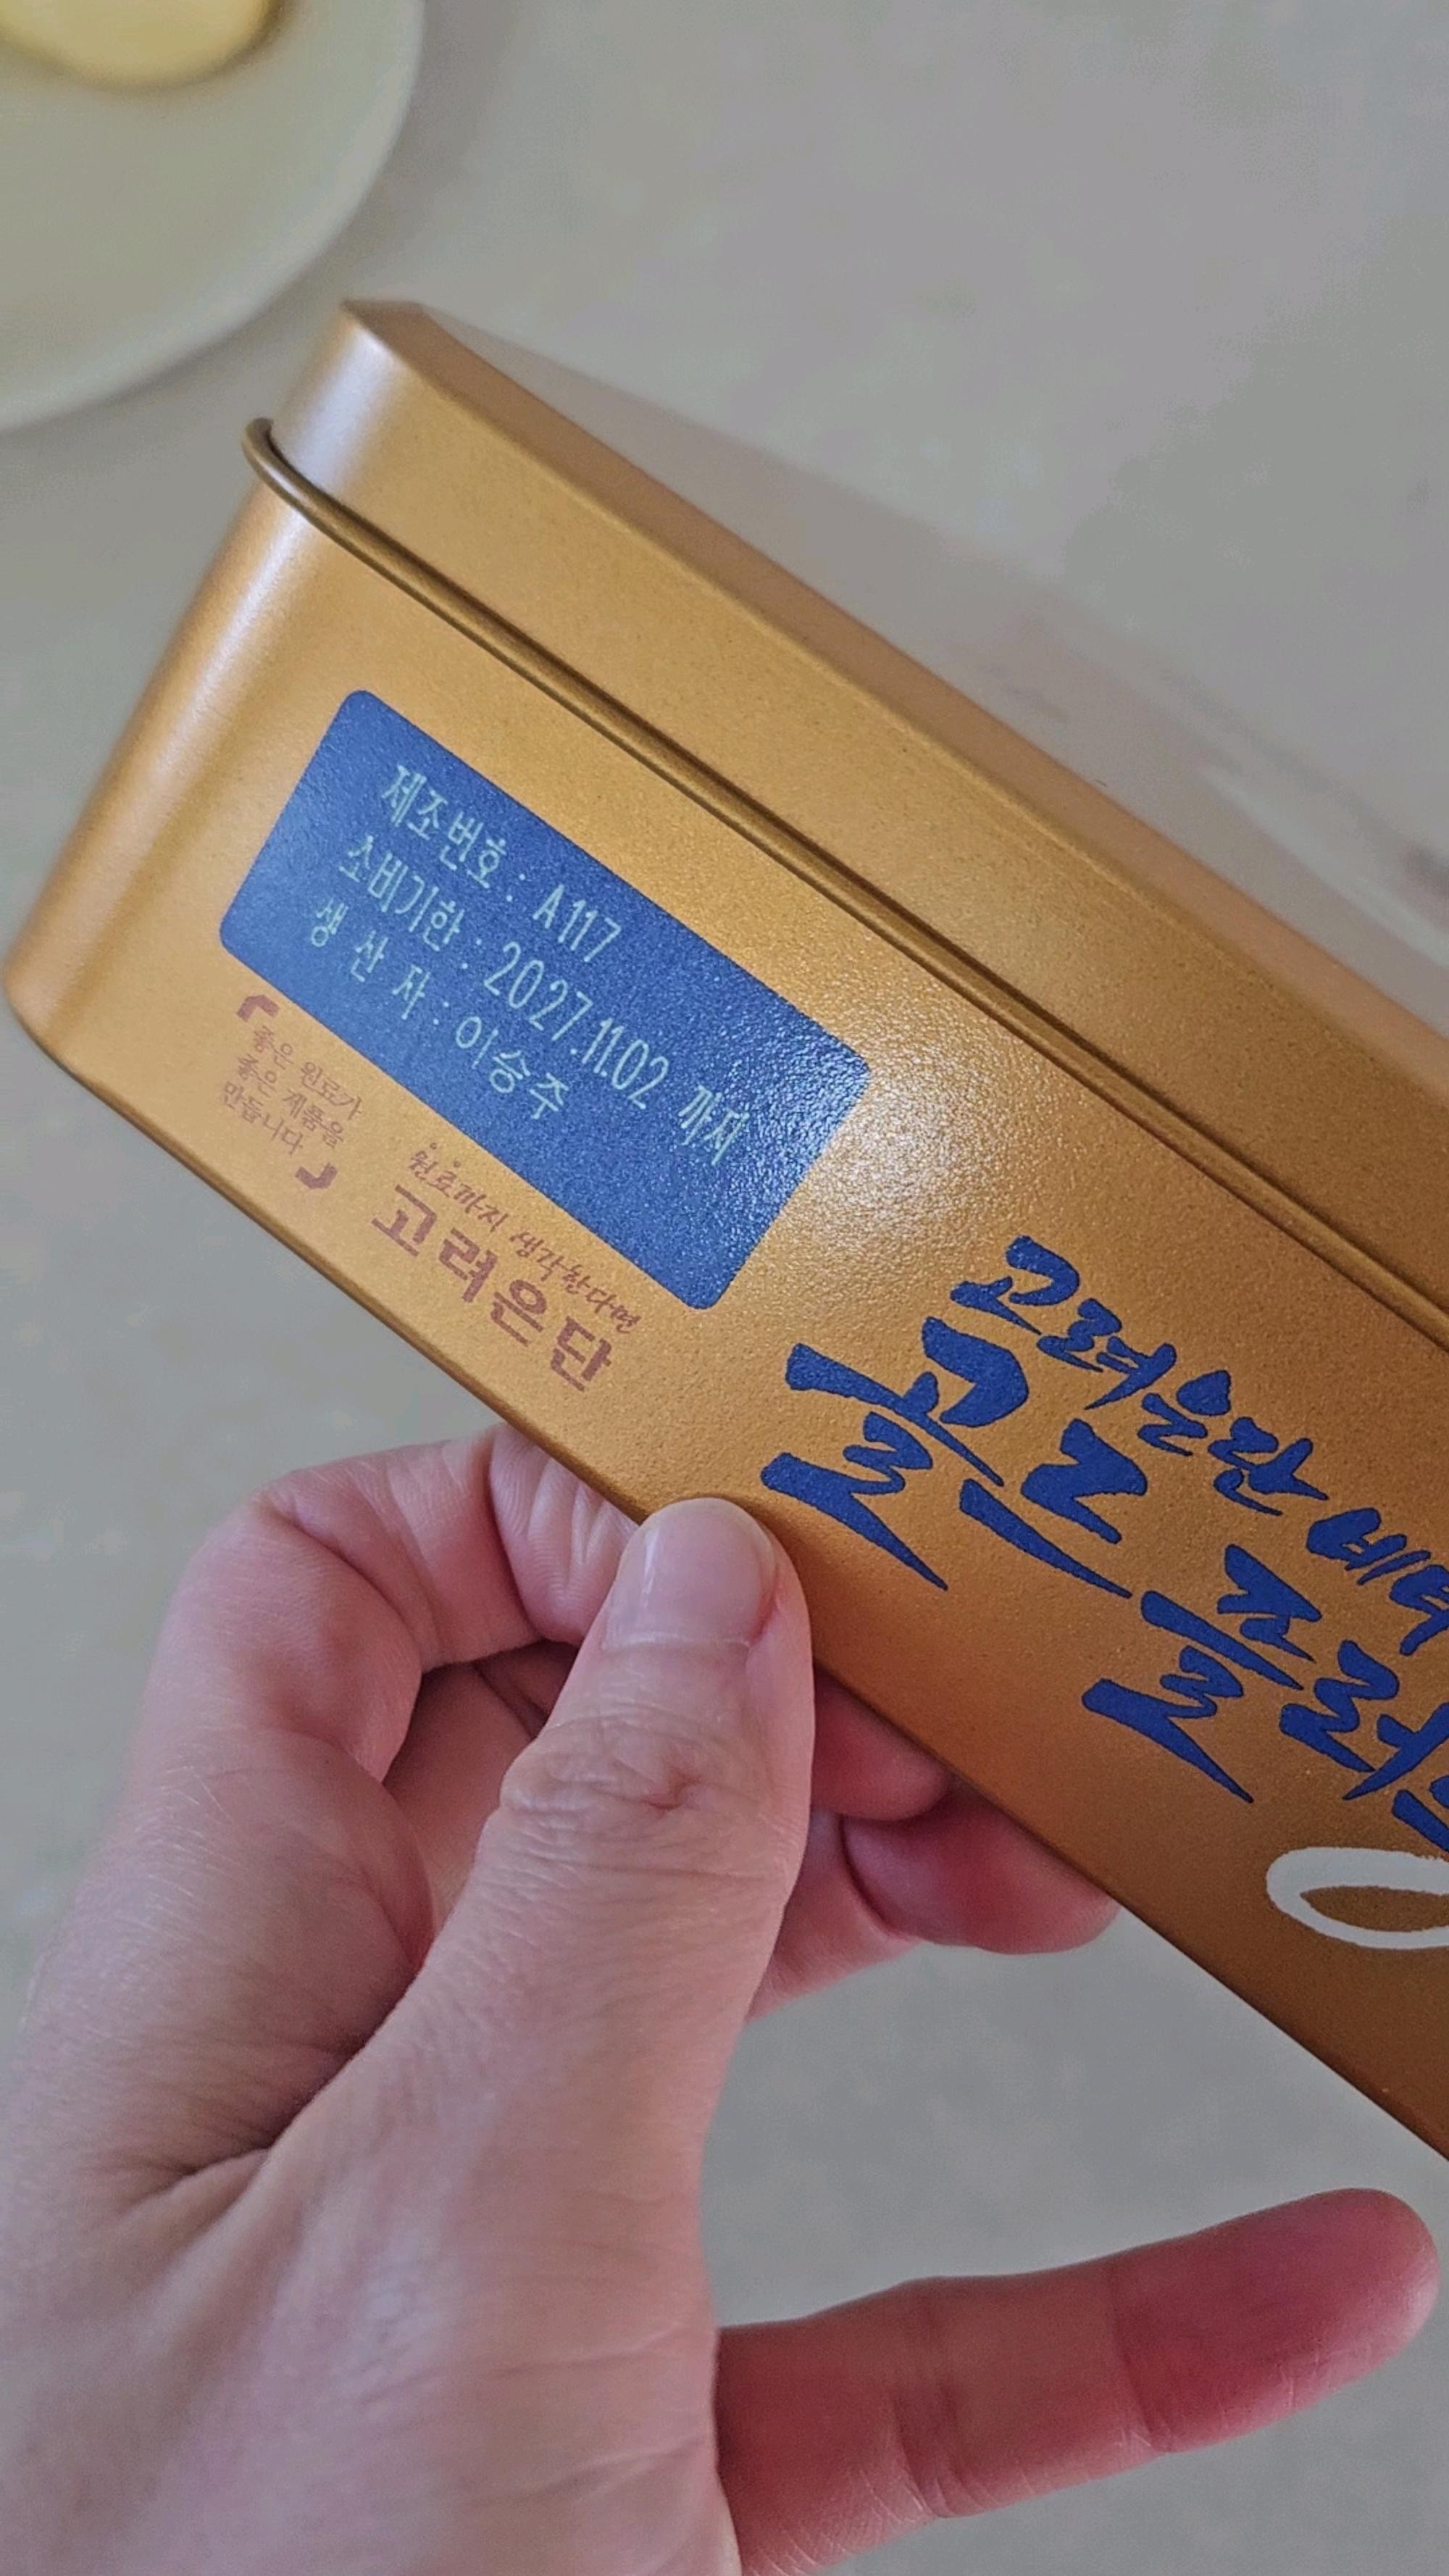 제조번호 : A117
소비기한 : 2027.11.02 까지
생 산 자 : 이승주
좋은 원료가
좋은 제품을
만듭니다
원료까지 생각한다면
고려은단
고려은단
쏠쏠